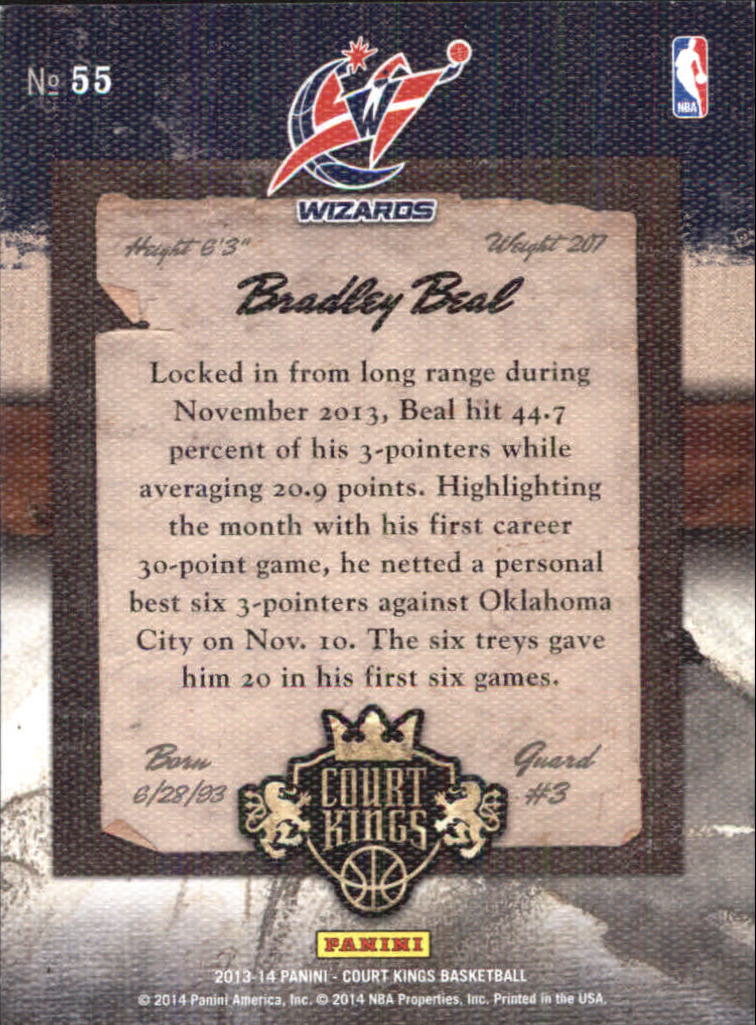 Nº 55
W
NBA
WIZARDS
Height 6'3"
Weight 207
Bradley Beal
Locked in from long range during
November 2013, Beal hit 44.7
percent of his 3-pointers while
averaging 20.9 points. Highlighting
the month with his first career
30-point game, he netted a personal
best six 3-pointers against Oklahoma
City on Nov. 10. The six treys gave
him 20 in his first six games.
Born
6/28/93
Guard
#3
COURT
KINGS
PANINI
2013-14 PANINI - COURT KINGS BASKETBALL
© 2014 Panini America, Inc. © 2014 NBA Properties, Inc. Printed in the USA.